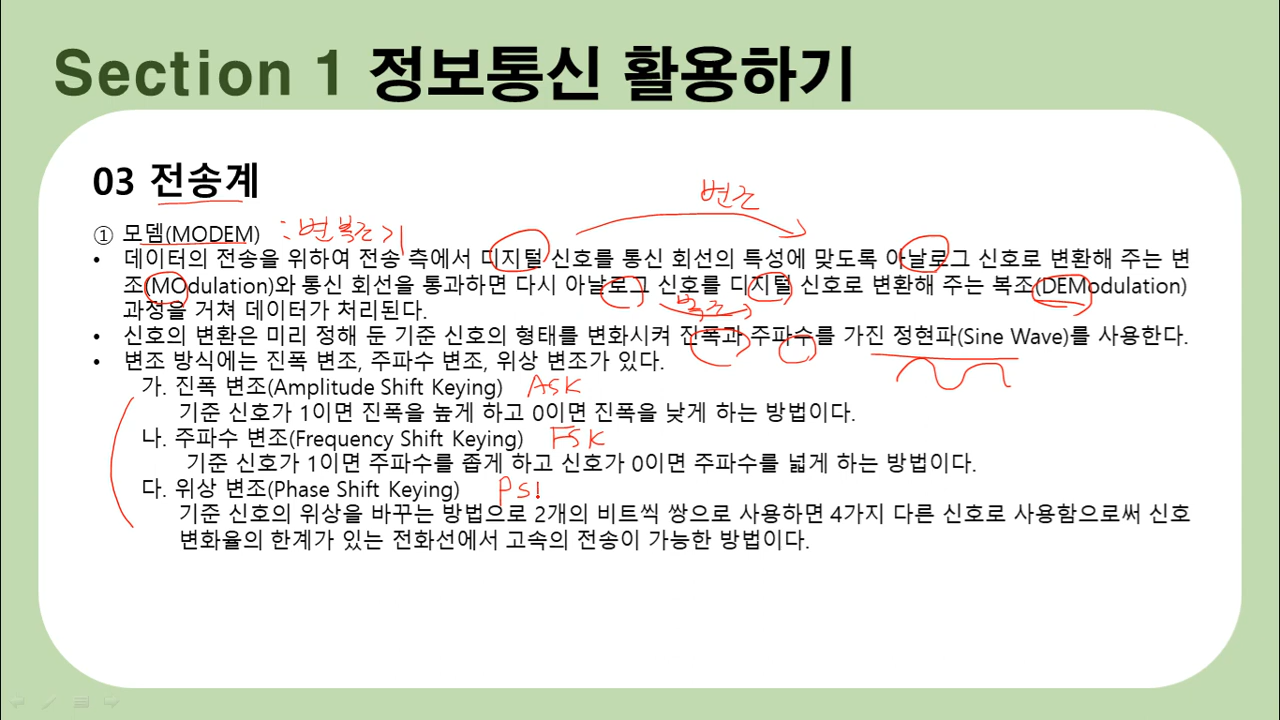 Section 1 정보통신 활용하기
03 전송계
변조
① 모뎀(MODEM) : 변복조기
• 데이터의 전송을 위하여 전송 측에서 디지털 신호를 통신 회선의 특성에 맞도록 아날로그 신호로 변환해 주는 변
조(MOdulation)와 통신 회선을 통과하면 다시 아날로그 신호를 디지털 신호로 변환해 주는 복조(DEModulation)
복조
과정을 거쳐 데이터가 처리된다.
• 신호의 변환은 미리 정해 둔 기준 신호의 형태를 변화시켜 진폭과 주파수를 가진 정현파(Sine Wave)를 사용한다.
• 변조 방식에는 진폭 변조, 주파수 변조, 위상 변조가 있다.
가. 진폭 변조(Amplitude Shift Keying) ASK
기준 신호가 1이면 진폭을 높게 하고 0이면 진폭을 낮게 하는 방법이다.
나. 주파수 변조(Frequency Shift Keying) FSK
기준 신호가 1이면 주파수를 좁게 하고 신호가 0이면 주파수를 넓게 하는 방법이다.
다. 위상 변조(Phase Shift Keying) PS
기준 신호의 위상을 바꾸는 방법으로 2개의 비트씩 쌍으로 사용하면 4가지 다른 신호로 사용함으로써 신호
변화율의 한계가 있는 전화선에서 고속의 전송이 가능한 방법이다.